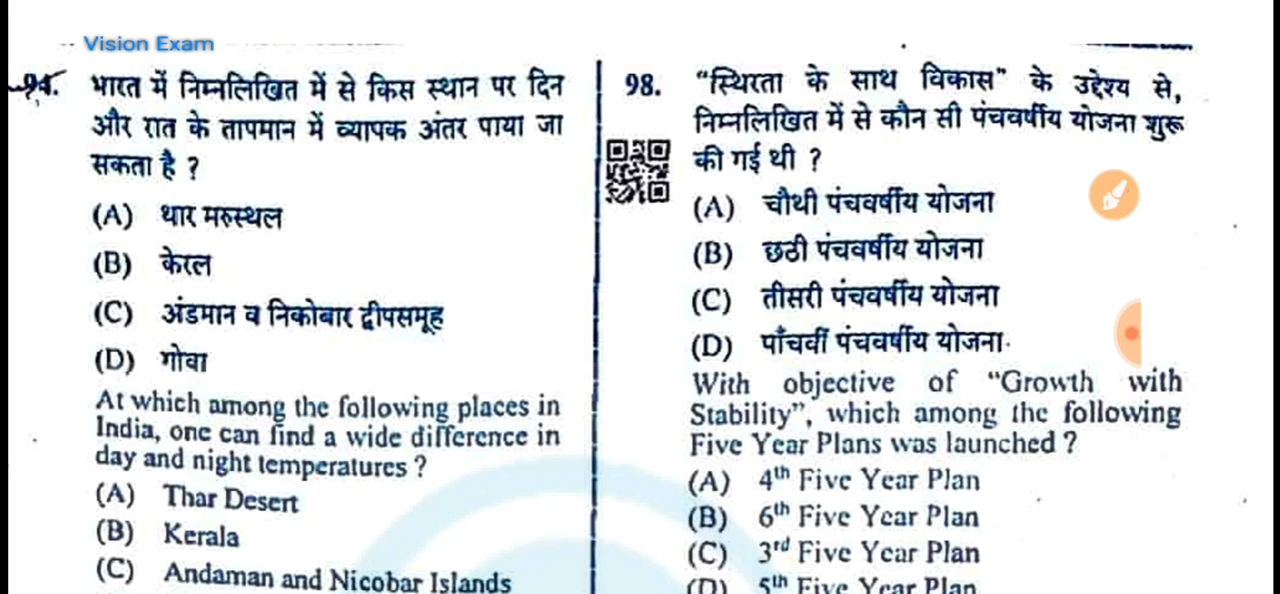 Vision Exam
94. भारत में निम्नलिखित में से किस स्थान पर दिन
और रात के तापमान में व्यापक अंतर पाया जा
सकता है ?
(A) थार मरुस्थल
(B) केरल
(C) अंडमान व निकोबार द्वीपसमूह
(D) गोवा
At which among the following places in
India, one can find a wide difference in
day and night temperatures ?
(A) Thar Desert
(B) Kerala
(C) Andaman and Nicobar Islands
98. “स्थिरता के साथ विकास” के उद्देश्य से,
निम्नलिखित में से कौन सी पंचवर्षीय योजना शुरू
की गई थी ?
(A) चौथी पंचवर्षीय योजना
(B) छठी पंचवर्षीय योजना
(C) तीसरी पंचवर्षीय योजना
(D) पाँचवीं पंचवर्षीय योजना
With objective of “Growth with
Stability”, which among the following
Five Year Plans was launched ?
(A) 4th Five Year Plan
(B) 6th Five Year Plan
(C) 3rd Five Year Plan
(D) 5th Five Year Plan